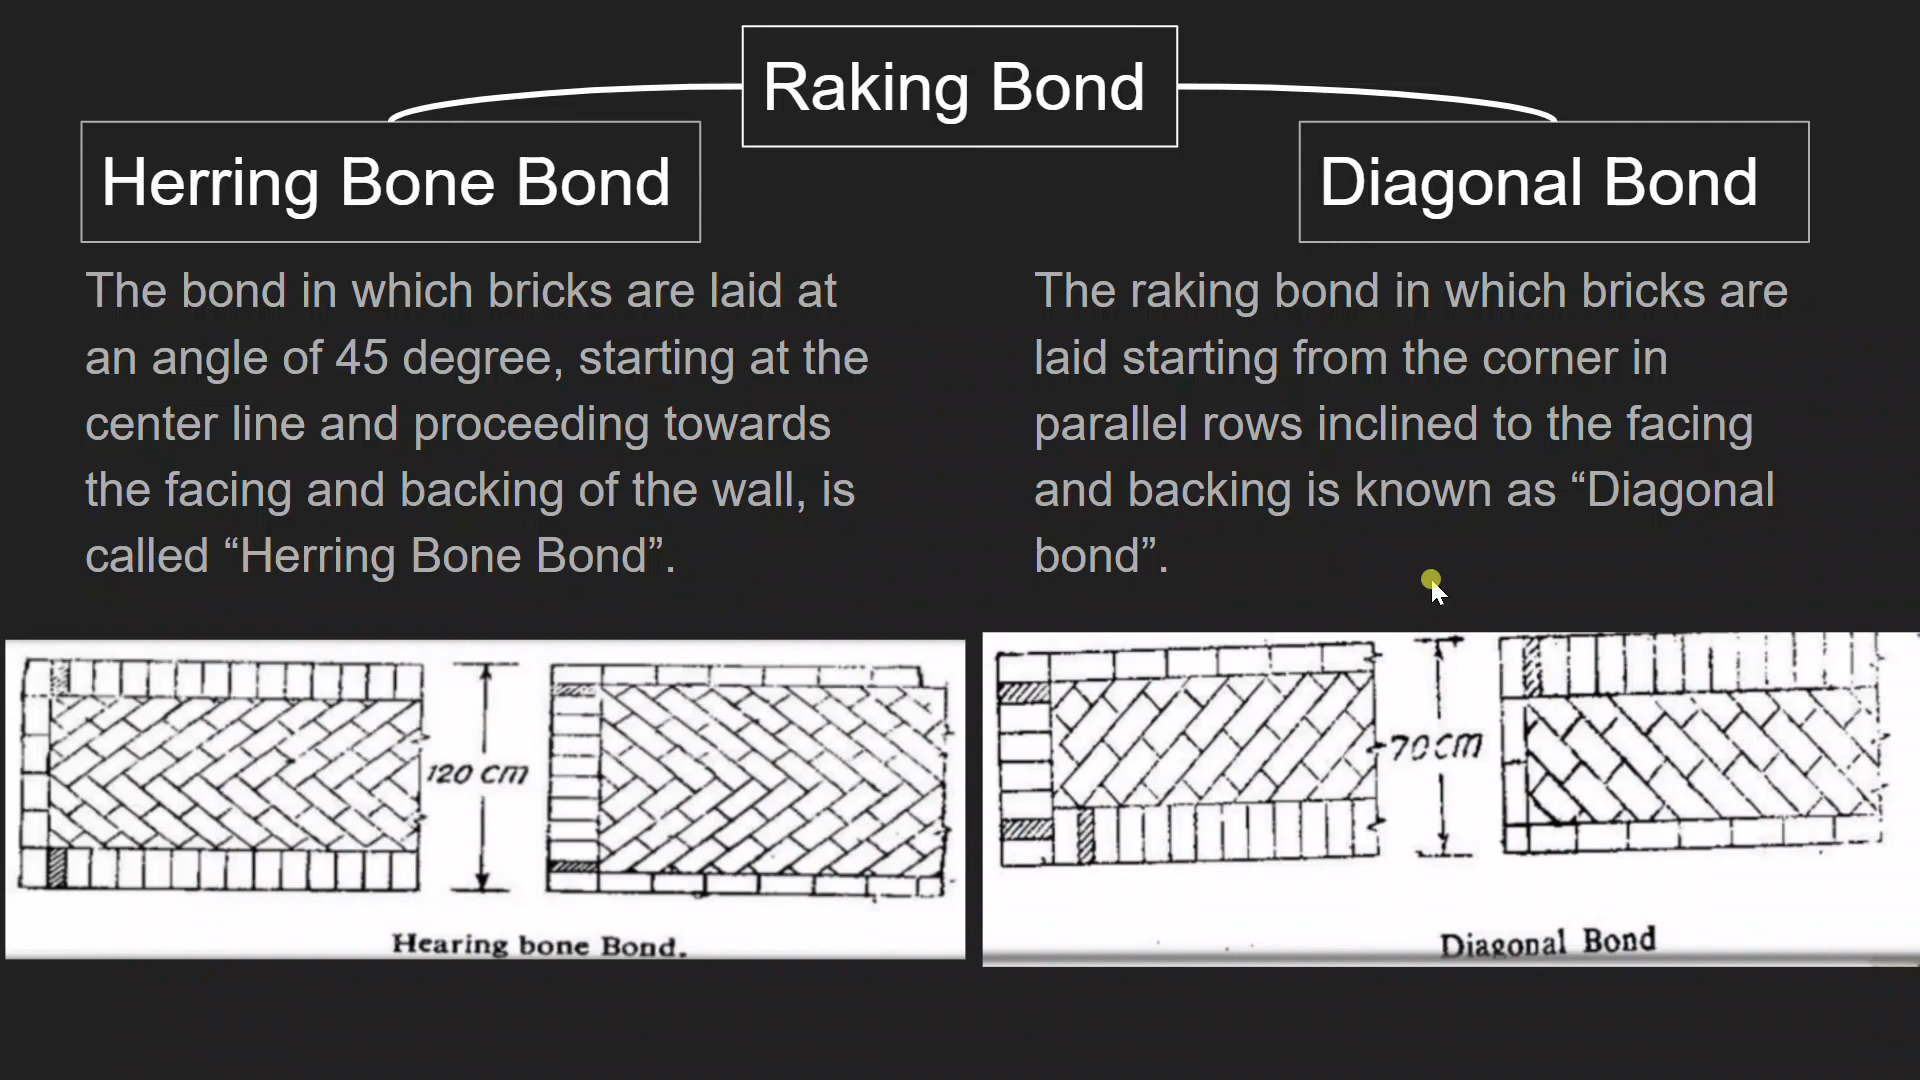 Raking Bond
Herring Bone Bond
Diagonal Bond
The bond in which bricks are laid at
an angle of 45 degree, starting at the
center line and proceeding towards
the facing and backing of the wall, is
called “Herring Bone Bond”.
The raking bond in which bricks are
laid starting from the corner in
parallel rows inclined to the facing
and backing is known as “Diagonal
bond”.
120 cm
Hearing bone Bond.
70cm
Diagonal Bond